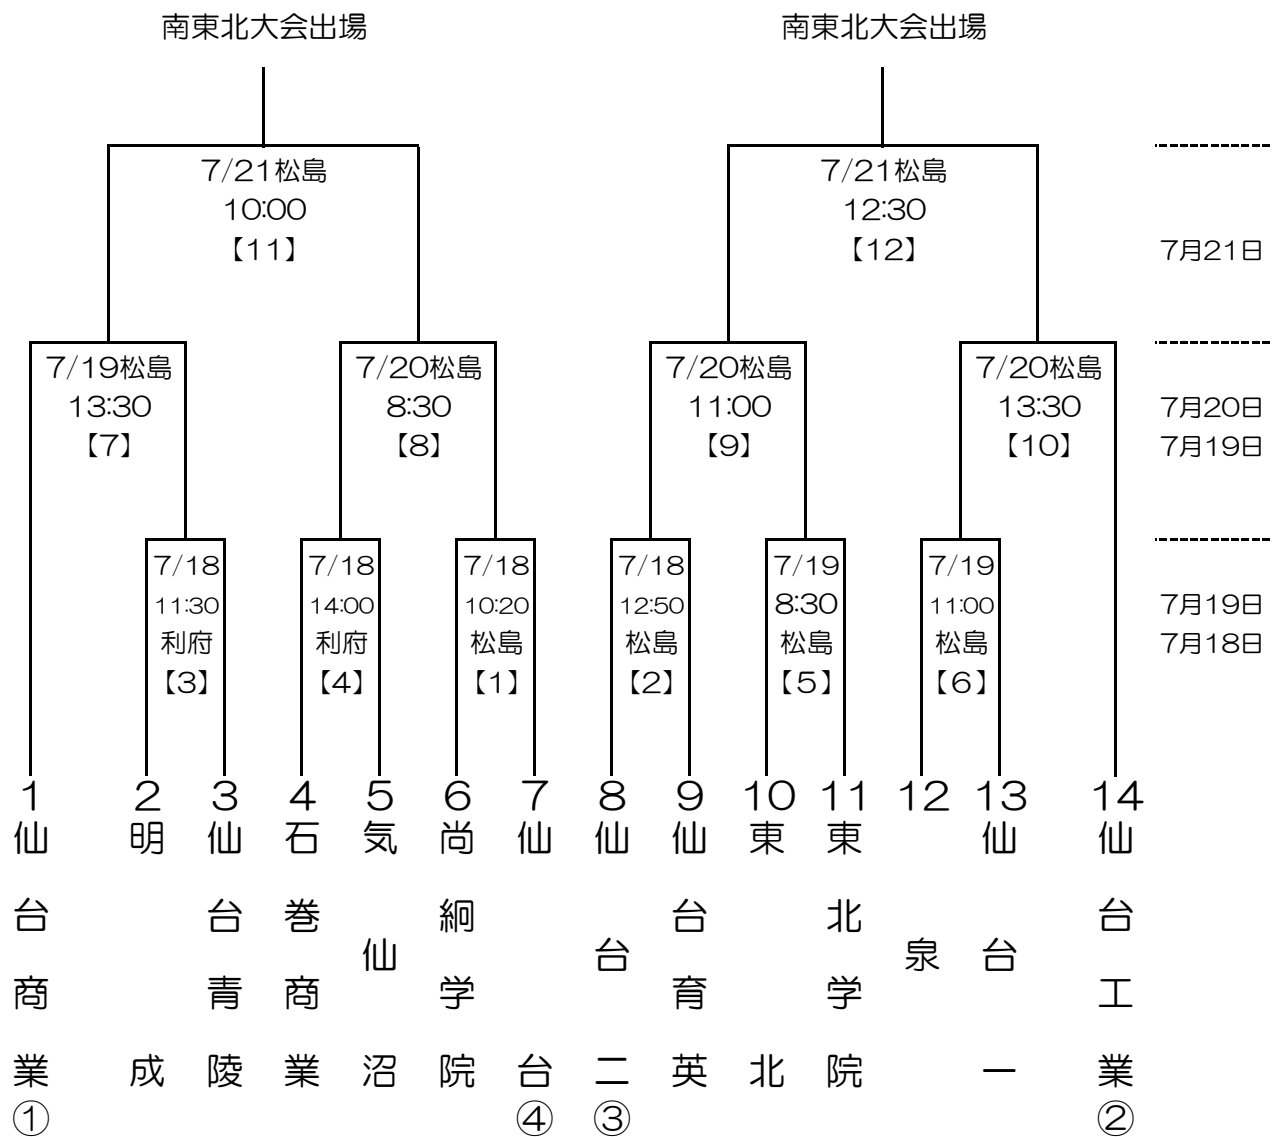 南東北大会出場
南東北大会出場
7/21松島
10:00
【11】
7/21松島
12:30
【12】
7月21日
7/19松島
13:30
【7】
7/20松島
8:30
【8】
7/20松島
11:00
【9】
7/20松島
13:30
【10】
7月20日
7月19日
7/18
11:30
利府
【3】
7/18
14:00
利府
【4】
7/18
10:20
松島
【1】
7/18
12:50
松島
【2】
7/19
8:30
松島
【5】
7/19
11:00
松島
【6】
7月19日
7月18日
1
仙台商業
①
2
明成
3
仙台青陵
4
石巻商業
5
気仙沼
6
尚絅学院
7
仙台
④
8
仙台二
③
9
仙台育英
10
東北
11
東北学院
12
泉
13
仙台一
14
仙台工業
②